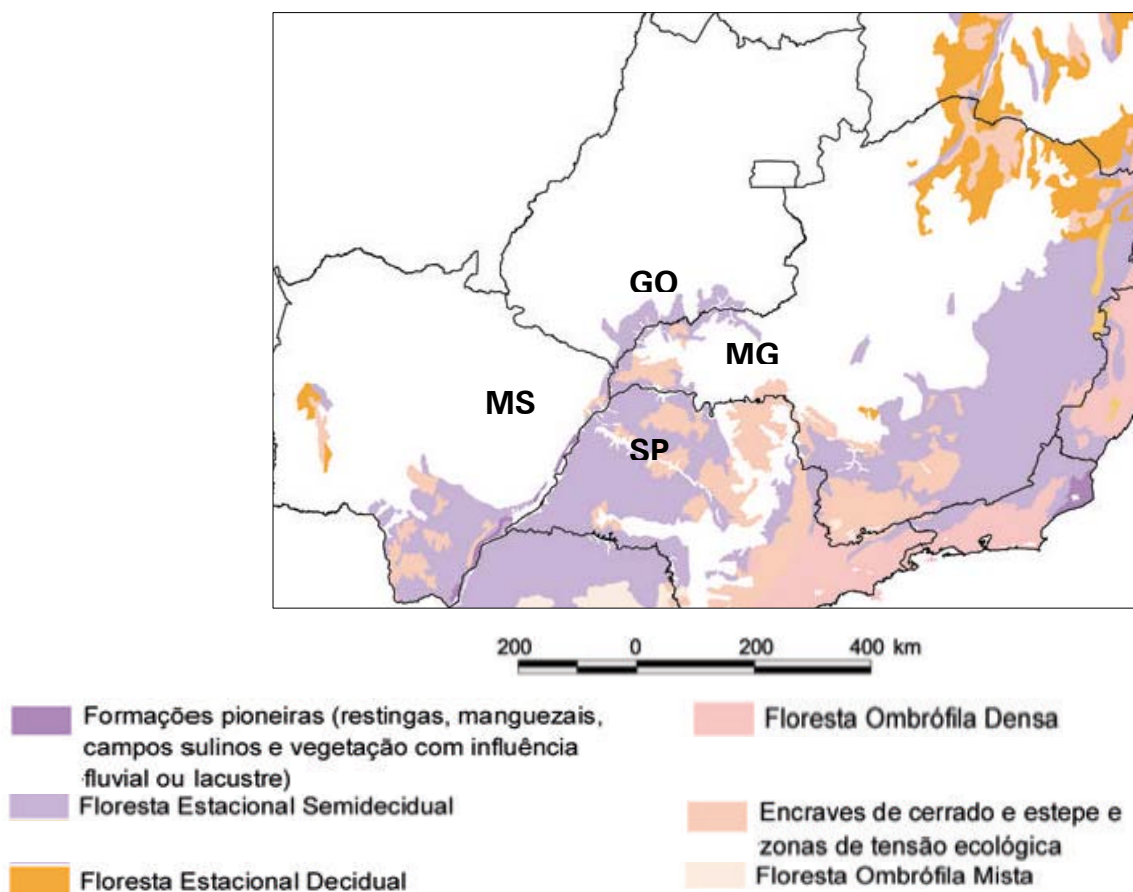 GO
MG
MS
SP
200 0 200 400 km
Formações pioneiras (restingas, manguezais,
campos sulinos e vegetação com influência
fluvial ou lacustre)
Floresta Estacional Semidecidual
Floresta Estacional Decidual
Floresta Ombrófila Densa
Encraves de cerrado e estepe e
zonas de tensão ecológica
Floresta Ombrófila Mista